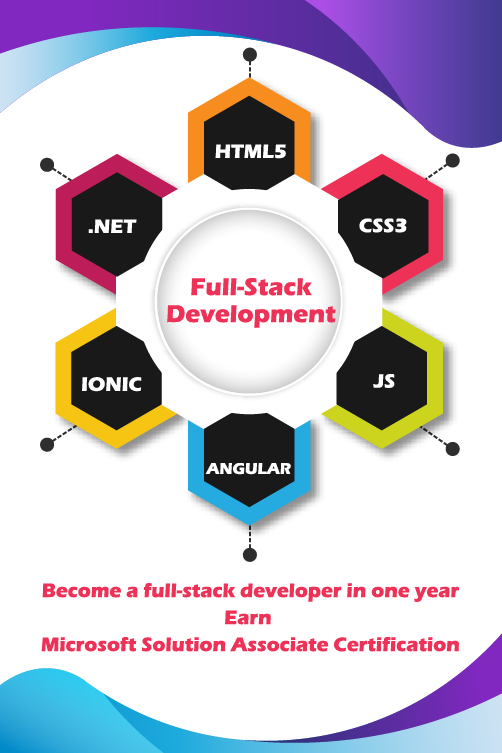 HTML5
.NET
CSS3
Full-Stack
Development
IONIC
JS
ANGULAR
Become a full-stack developer in one year
Earn
Microsoft Solution Associate Certification